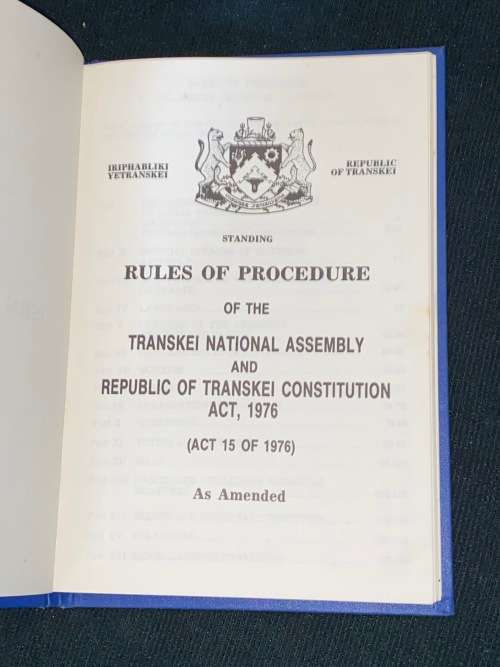 IRIPHABLIKI
YETRANSKEI
REPUBLIC
OF TRANSKEI
STANDING
RULES OF PROCEDURE
OF THE
TRANSKEI NATIONAL ASSEMBLY
AND
REPUBLIC OF TRANSKEI CONSTITUTION
ACT, 1976
(ACT 15 OF 1976)
As Amended